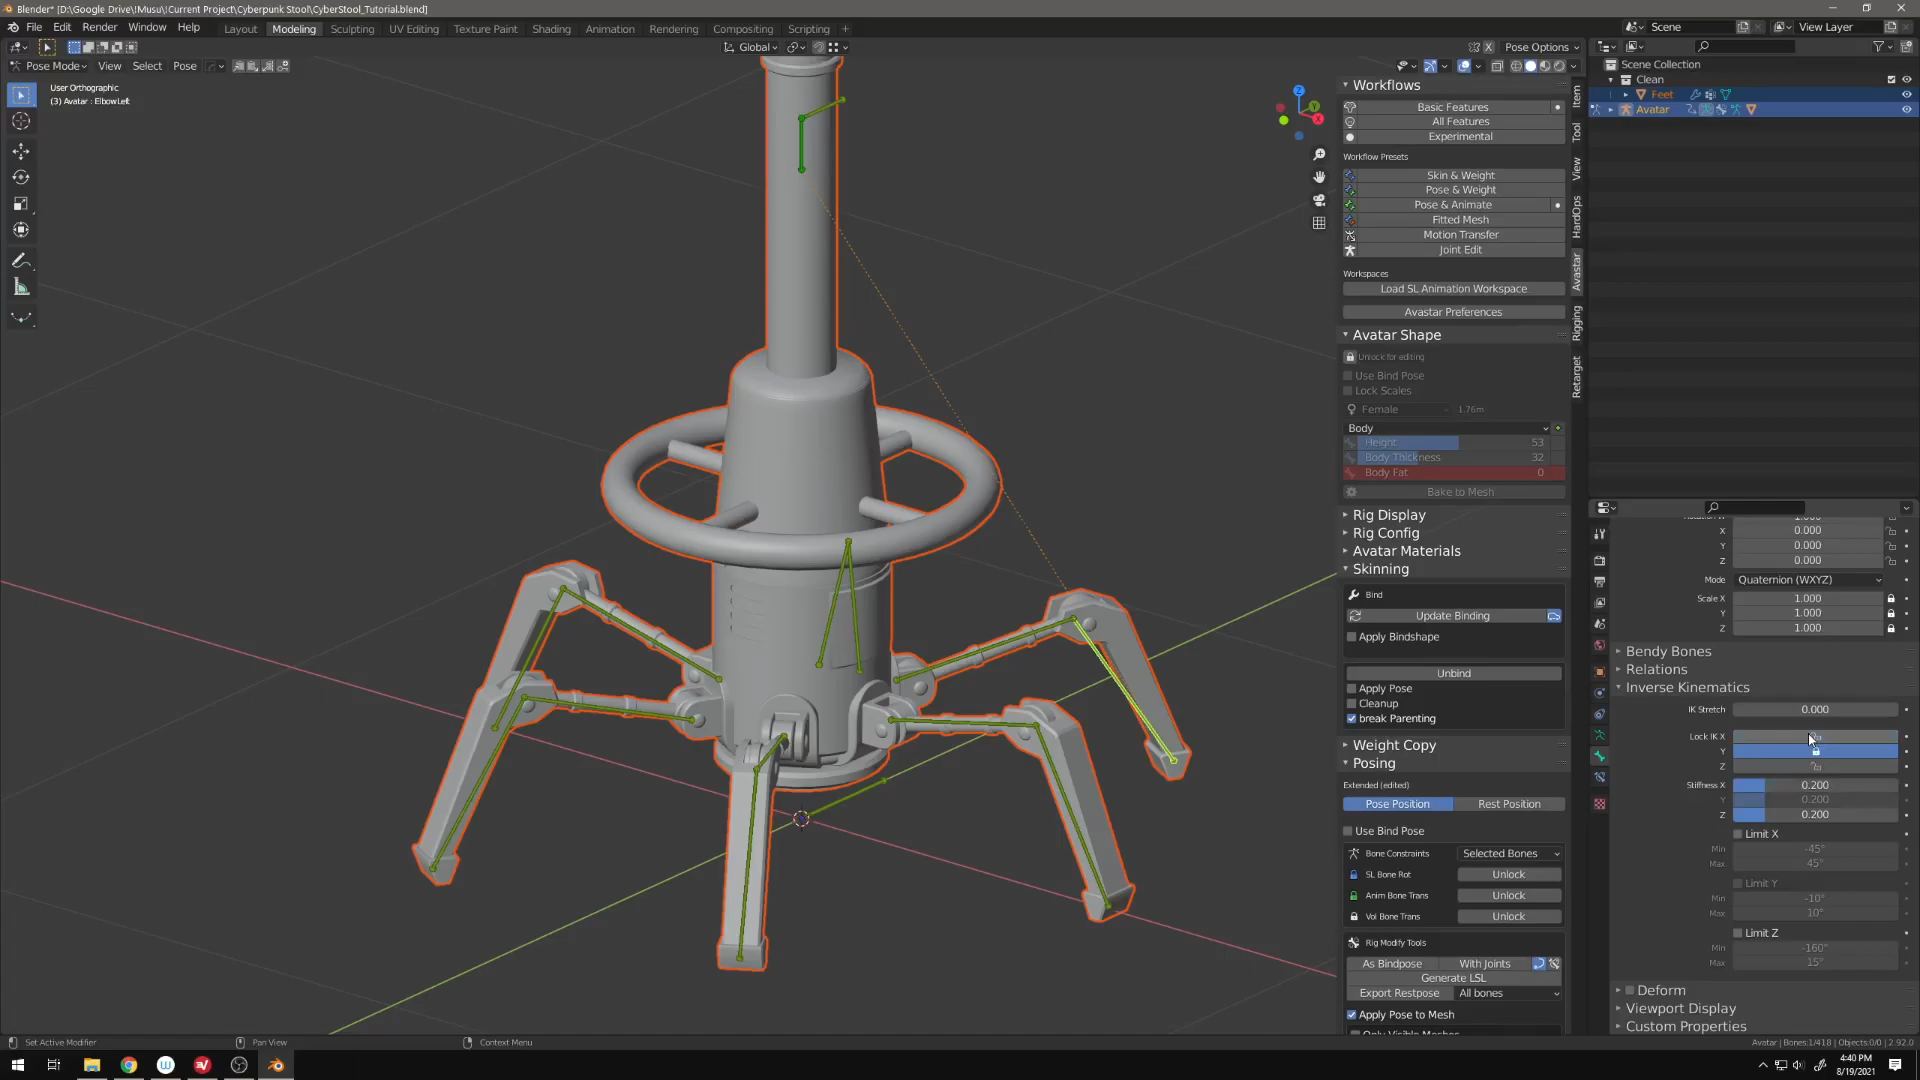 Blender* [D:\Google Drive\!Musu\!Current Project\Cyberpunk Stool\CyberStool_Tutorial.blend]
File Edit Render Window Help
Layout Modeling Sculpting UV Editing Texture Paint Shading Animation Rendering Compositing Scripting +
Scene
View Layer
Global
Pose Options
Pose Mode View Select Pose
User Orthographic
(3) Avatar : ElbowLeft
Z
Y
X
Item
Tool
View
HardOps
Avastar
Rigging
Retarget
Workflows
Basic Features
All Features
Experimental
Workflow Presets
Skin & Weight
Pose & Weight
Pose & Animate
Fitted Mesh
Motion Transfer
Joint Edit
Workspaces
Load SL Animation Workspace
Avastar Preferences
Avatar Shape
Unlock for editing
Use Bind Pose
Lock Scales
Female 1.76m
Body
Height 53
Body Thickness 32
Body Fat 0
Bake to Mesh
Rig Display
Rig Config
Avatar Materials
Skinning
Bind
Update Binding
Apply Bindshape
Unbind
Apply Pose
Cleanup
break Parenting
Weight Copy
Posing
Extended (edited)
Pose Position Rest Position
Use Bind Pose
Bone Constraints Selected Bones
SL Bone Rot Unlock
Anim Bone Trans Unlock
Vol Bone Trans Unlock
Rig Modify Tools
As Bindpose With Joints
Generate LSL
Export Restpose All bones
Apply Pose to Mesh
Only Visible Meshes
Scene Collection
Clean
Feet
Avatar
X 0.000
Y 0.000
Z 0.000
Mode Quaternion (WXYZ)
Scale X 1.000
Y 1.000
Z 1.000
Bendy Bones
Relations
Inverse Kinematics
IK Stretch 0.000
Lock IK X
Y
Z
Stiffness X 0.200
Y 0.200
Z 0.200
Limit X
Min -45°
Max 45°
Limit Y
Min -10°
Max 10°
Limit Z
Min -160°
Max 15°
Deform
Viewport Display
Custom Properties
Set Active Modifier
Pan View
Context Menu
Avatar | Bones:1/418 | Objects:0/0 | 2.92.0
4:40 PM
8/19/2021